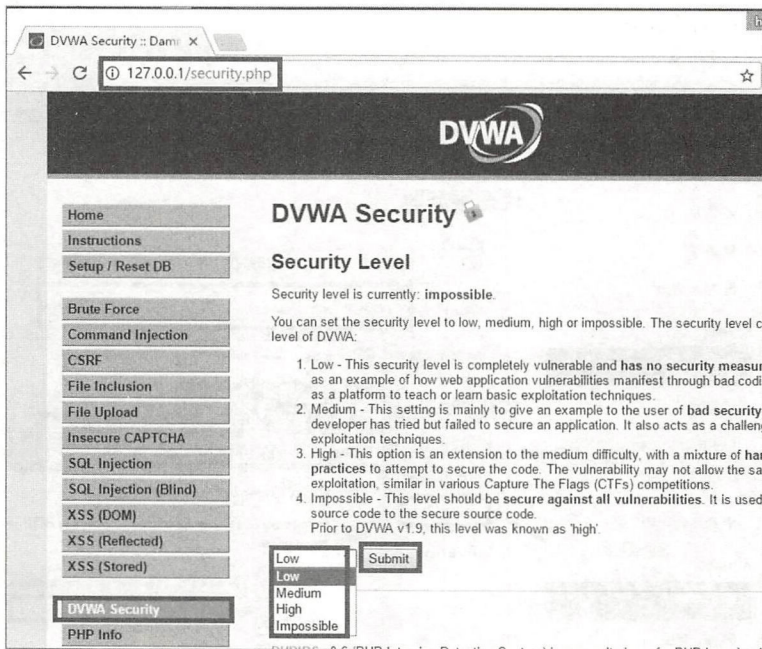 DVWA Security :: Dam
127.0.0.1/security.php
DVWA
Home
Instructions
Setup / Reset DB
Brute Force
Command Injection
CSRF
File Inclusion
File Upload
Insecure CAPTCHA
SQL Injection
SQL Injection (Blind)
XSS (DOM)
XSS (Reflected)
XSS (Stored)
DVWA Security
PHP Info
DVWA Security
Security Level
Security level is currently: impossible.
You can set the security level to low, medium, high or impossible. The security level c
level of DVWA:
1. Low - This security level is completely vulnerable and has no security measur
as an example of how web application vulnerabilities manifest through bad codi
as a platform to teach or learn basic exploitation techniques.
2. Medium - This setting is mainly to give an example to the user of bad security
developer has tried but failed to secure an application. It also acts as a challeng
exploitation techniques.
3. High - This option is an extension to the medium difficulty, with a mixture of har
practices to attempt to secure the code. The vulnerability may not allow the sa
exploitation, similar in various Capture The Flags (CTFs) competitions.
4. Impossible - This level should be secure against all vulnerabilities. It is used
source code to the secure source code.
Prior to DVWA v1.9, this level was known as 'high'.
Low
Submit
Low
Medium
High
Impossible